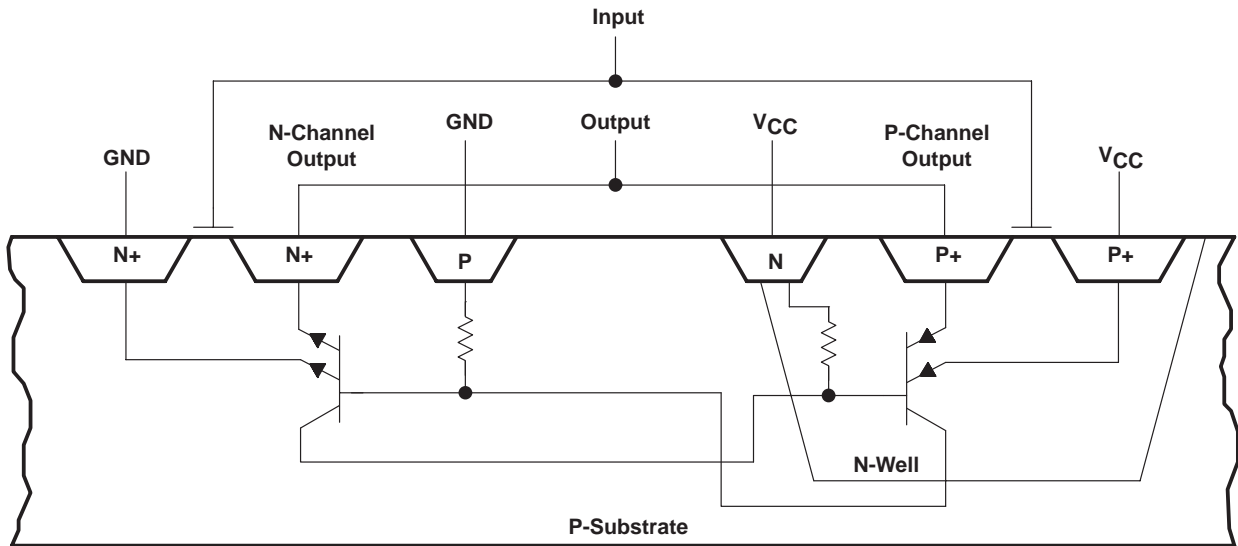 Input
N-Channel
Output
GND
Output
VCC
P-Channel
Output
GND
VCC
N+
N+
P
N
P+
P+
N-Well
P-Substrate